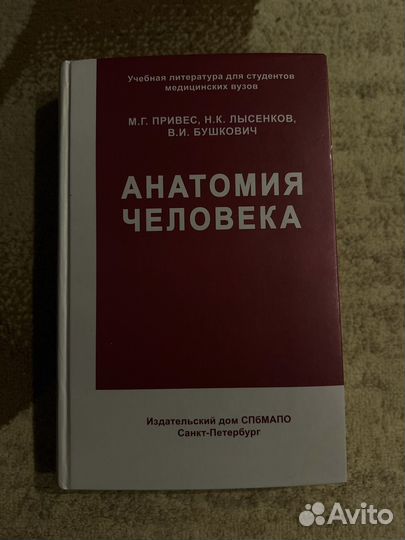 Учебная литература для студентов
медицинских вузов
М.Г. ПРИВЕС, Н.К. ЛЫСЕНКОВ,
В.И. БУШКОВИЧ
АНАТОМИЯ
ЧЕЛОВЕКА
Издательский дом СПбМАПО
Санкт-Петербург
Avito